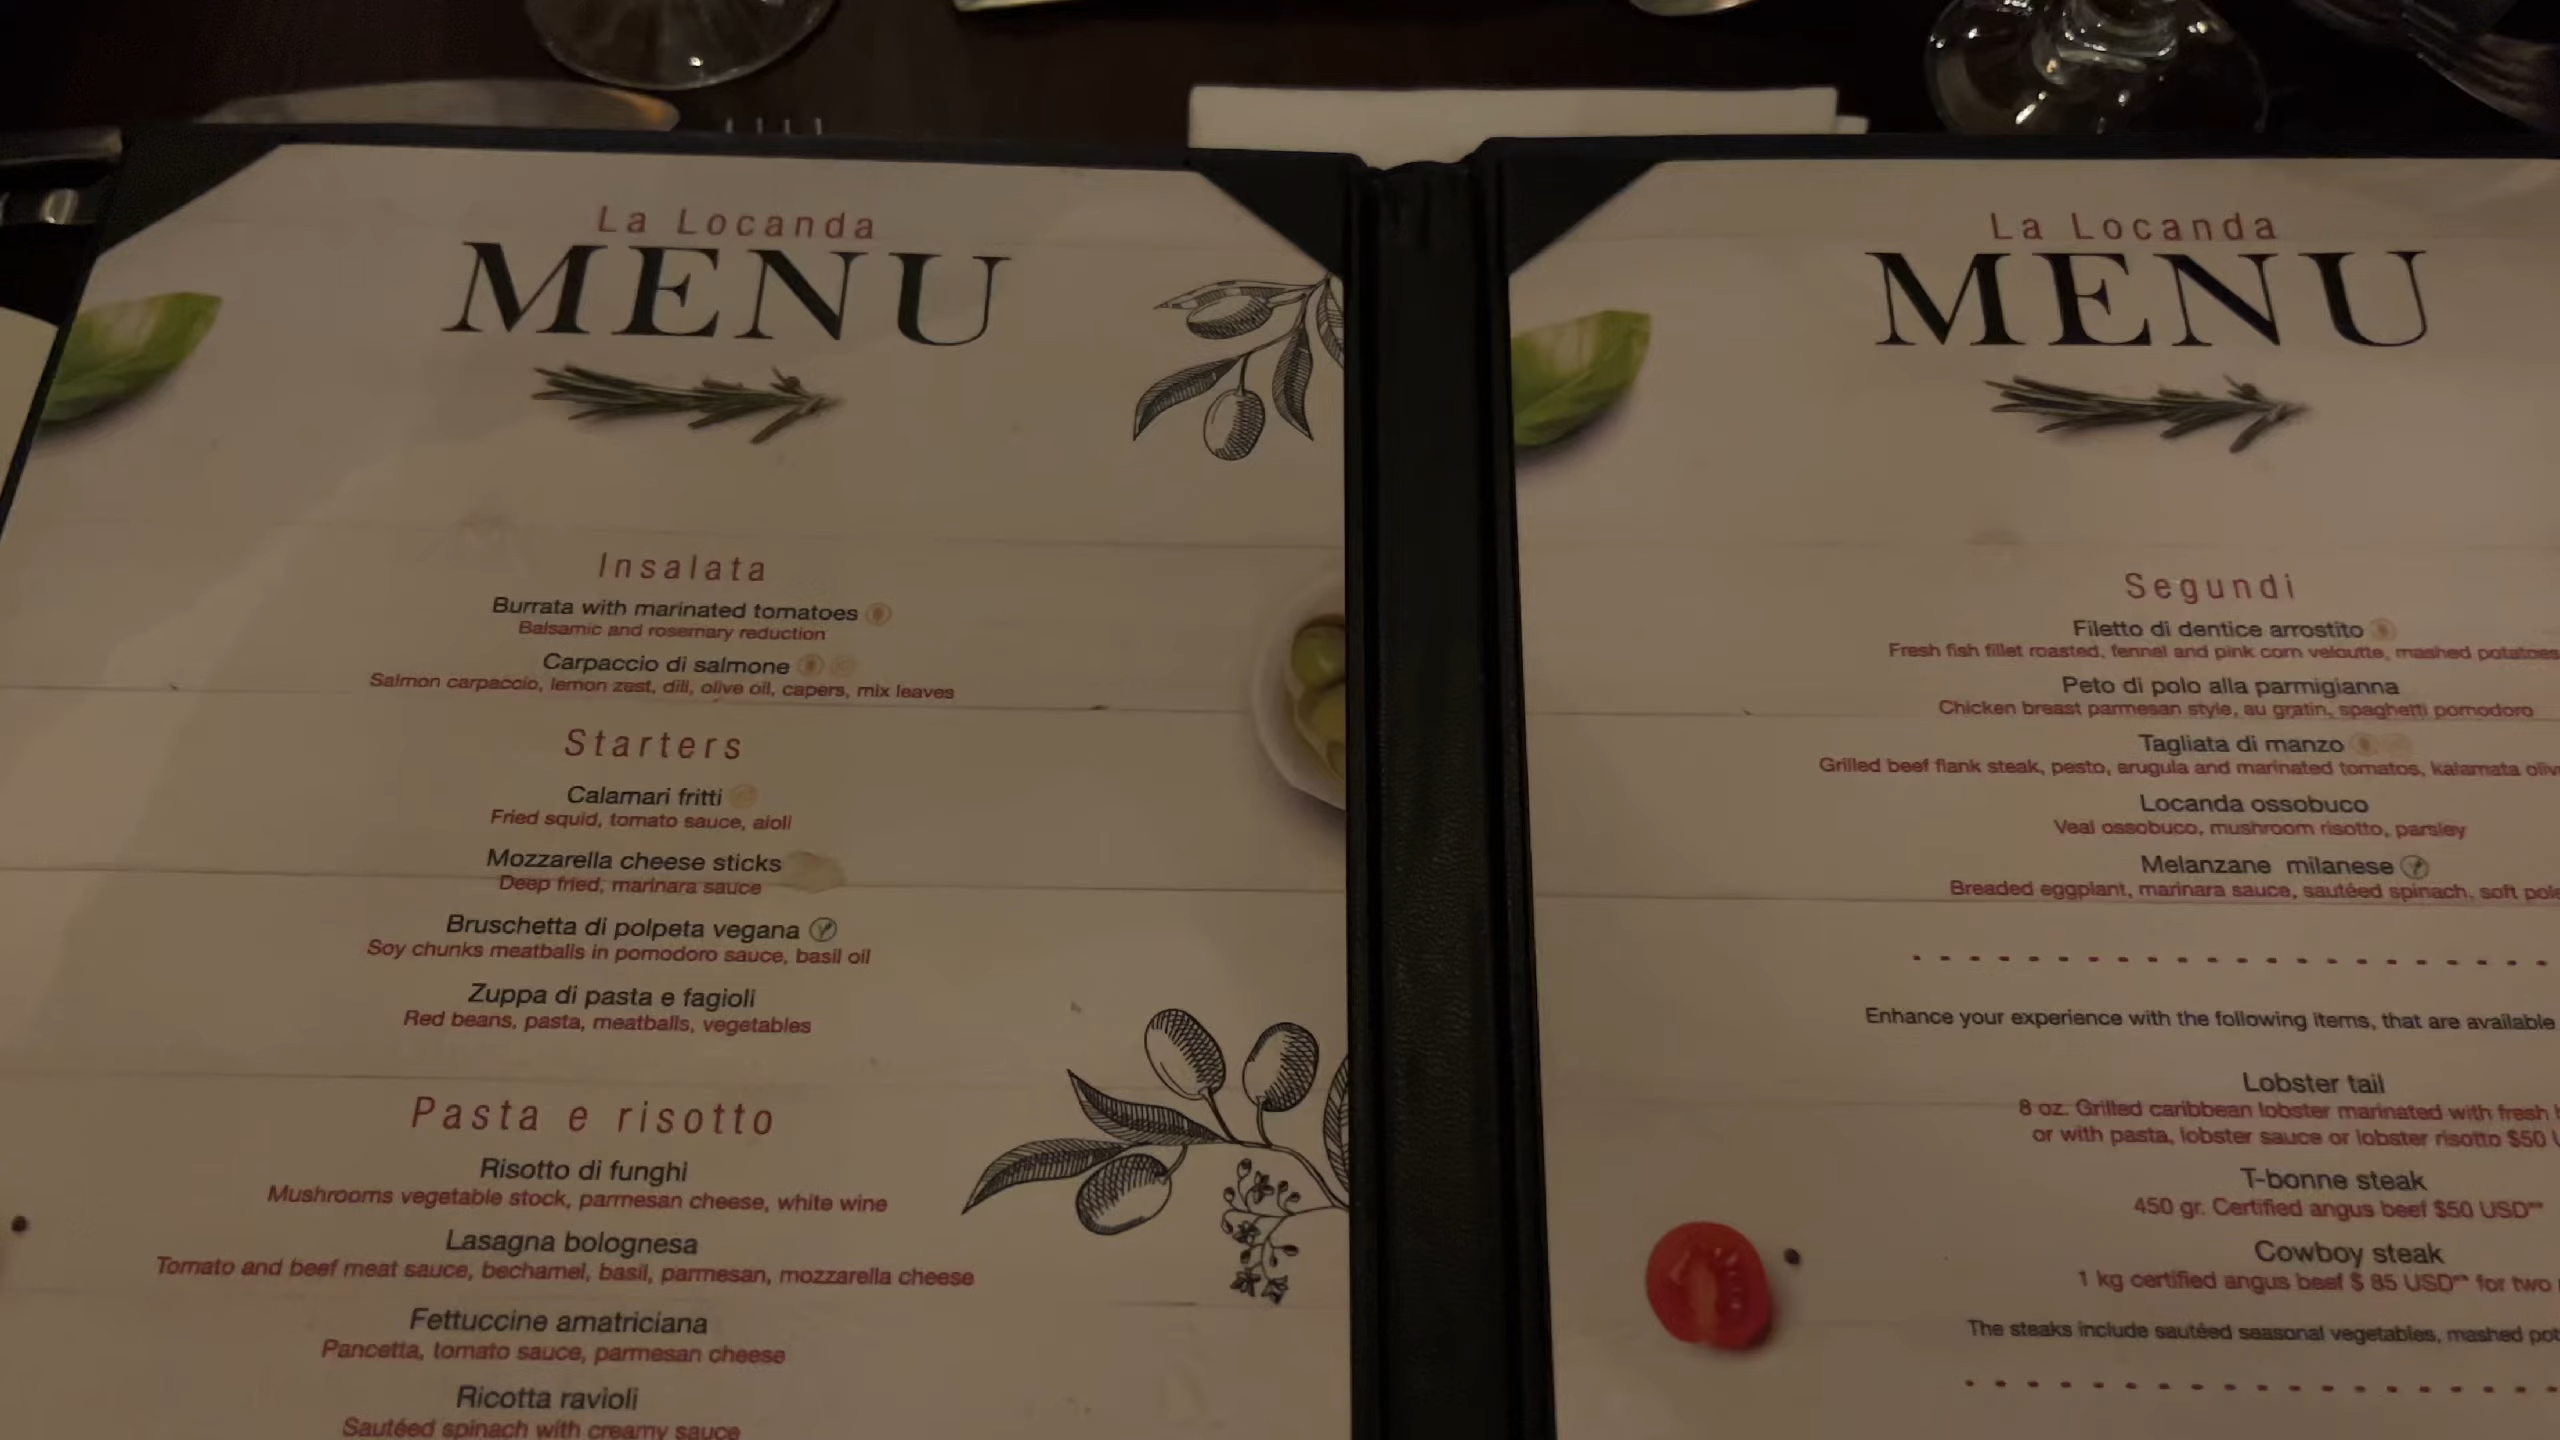 La Locanda
MENU
Insalata
Burrata with marinated tomatoes
Balsamic and rosemary reduction
Carpaccio di salmone
Salmon carpaccio, lemon zest, dill, olive oil, capers, mix leaves
Starters
Calamari fritti
Fried squid, tomato sauce, aioli
Mozzarella cheese sticks
Deep fried, marinara sauce
Bruschetta di polpeta vegana
Soy chunks meatballs in pomodoro sauce, basil oil
Zuppa di pasta e fagioli
Red beans, pasta, meatballs, vegetables
Pasta e risotto
Risotto di funghi
Mushrooms vegetable stock, parmesan cheese, white wine
Lasagna bolognesa
Tomato and beef meat sauce, bechamel, basil, parmesan, mozzarella cheese
Fettuccine amatriciana
Pancetta, tomato sauce, parmesan cheese
Ricotta ravioli
Sautéed spinach with creamy sauce
La Locanda
MENU
Segundi
Filetto di dentice arrostito
Fresh fish fillet roasted, fennel and pink corn veloutte, mashed potatoes
Peto di polo alla parmigianna
Chicken breast parmesan style, au gratin, spaghetti pomodoro
Tagliata di manzo
Grilled beef flank steak, pesto, arugula and marinated tomatos, kalamata
Locanda ossobuco
Veal ossobuco, mushroom risotto, parsley
Melanzane milanese
Breaded eggplant, marinara sauce, sautéed spinach, soft
Enhance your experience with the following items, that are available
Lobster tail
8 oz. Grilled caribbean lobster marinated with fresh
or with pasta, lobster sauce or lobster risotto $50
T-bonne steak
450 gr. Certified angus beef $50 USD**
Cowboy steak
1 kg certified angus beef $ 85 USD** for two
The steaks include sautéed seasonal vegetables, mashed